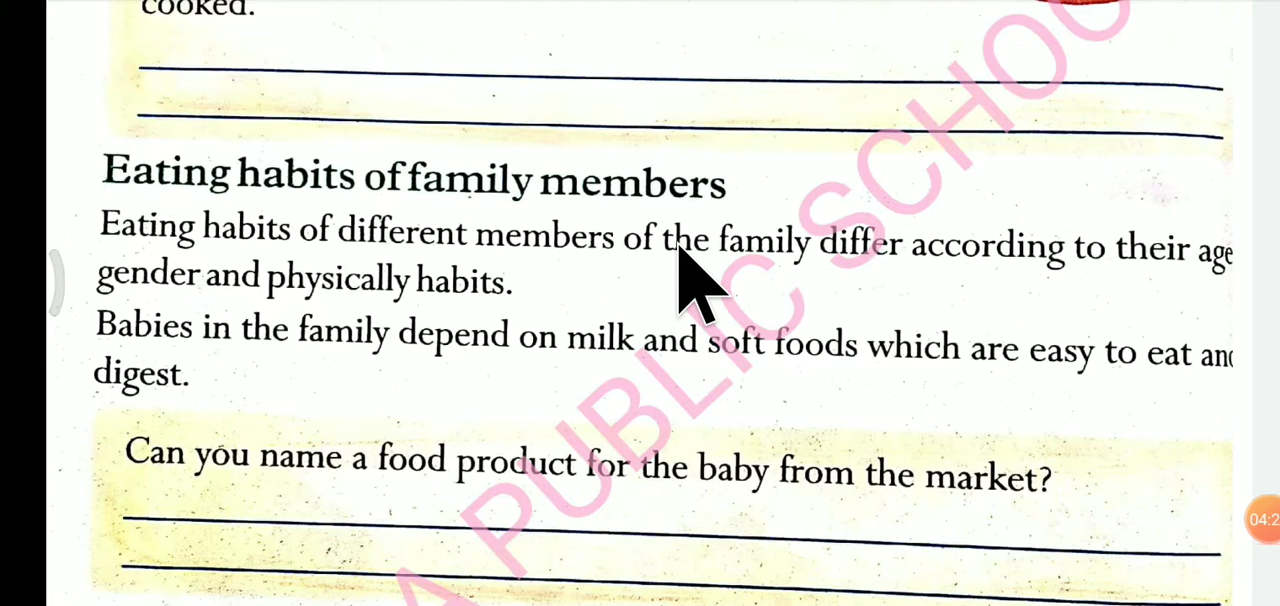 cooked.
Eating habits of family members
Eating habits of different members of the family differ according to their age
gender and physically habits.
Babies in the family depend on milk and soft foods which are easy to eat and
digest.
Can you name a food product for the baby from the market?
A PUBLIC SCHOO
04:2